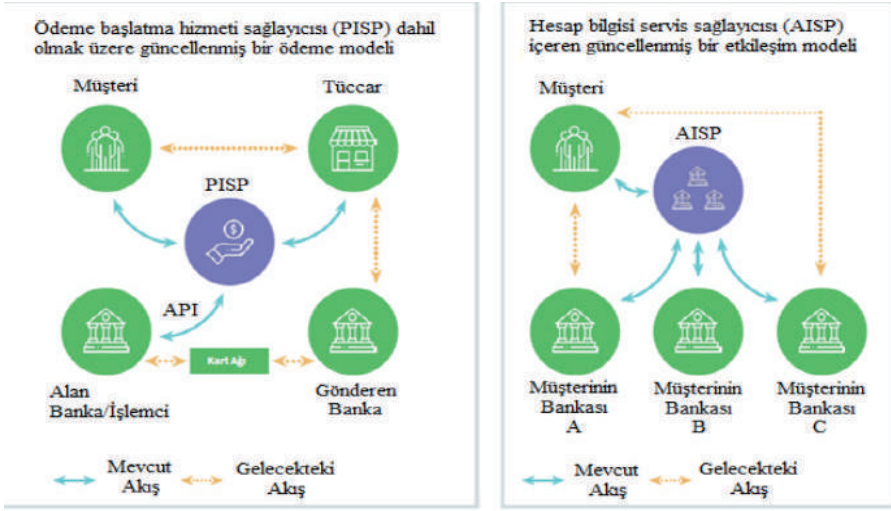 Ödeme başlatma hizmeti sağlayıcısı (PISP) dahil
olmak üzere güncellenmiş bir ödeme modeli
Müşteri
Tüccar
PISP
API
Kart Ağı
Alan
Banka/İşlemci
Gönderen
Banka
Mevcut
Akış
Gelecekteki
Akış
Hesap bilgisi servis sağlayıcısı (AISP)
içeren güncellenmiş bir etkileşim modeli
Müşteri
AISP
Müşterinin
Bankası
A
Müşterinin
Bankası
B
Müşterinin
Bankası
C
Mevcut
Akış
Gelecekteki
Akış